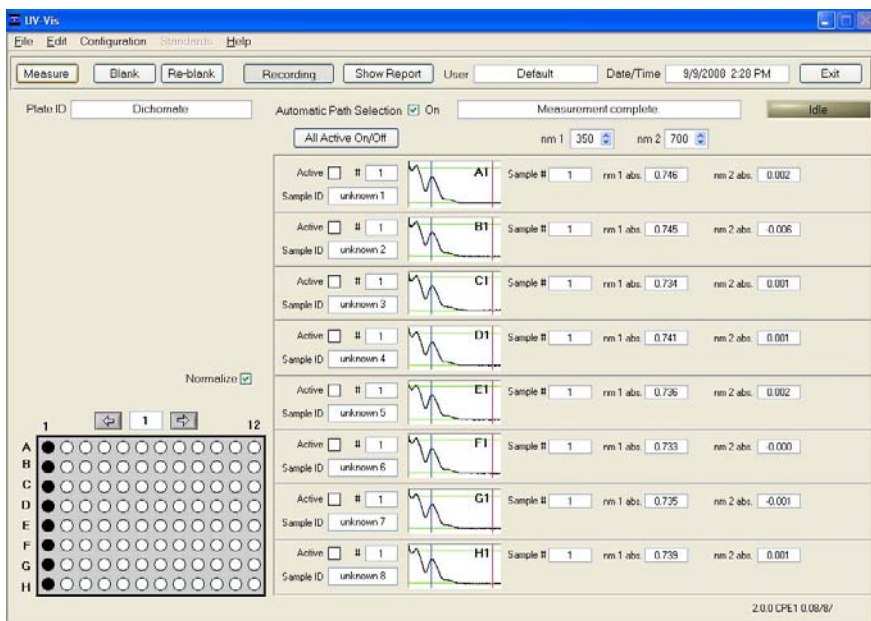 UV-Vis
File Edit Configuration Standards Help
Measure Blank Re-blank Recording Show Report User Default Date/Time 9/9/2008 2:28 PM Exit
Plate ID Dichomate Automatic Path Selection On Measurement complete. Idle
All Active On/Off nm 1 350 nm 2 700
Active # 1 A1 Sample # 1 nm 1 abs. 0.746 nm 2 abs. 0.002
Sample ID unknown 1
Active # 1 B1 Sample # 1 nm 1 abs. 0.745 nm 2 abs. -0.006
Sample ID unknown 2
Active # 1 C1 Sample # 1 nm 1 abs. 0.734 nm 2 abs. 0.001
Sample ID unknown 3
Active # 1 D1 Sample # 1 nm 1 abs. 0.741 nm 2 abs. 0.001
Sample ID unknown 4
Normalize
Active # 1 E1 Sample # 1 nm 1 abs. 0.736 nm 2 abs. 0.002
Sample ID unknown 5
1 1 12
A
B
C
D
E
F
G
H
Active # 1 F1 Sample # 1 nm 1 abs. 0.733 nm 2 abs. -0.000
Sample ID unknown 6
Active # 1 G1 Sample # 1 nm 1 abs. 0.735 nm 2 abs. -0.001
Sample ID unknown 7
Active # 1 H1 Sample # 1 nm 1 abs. 0.739 nm 2 abs. 0.001
Sample ID unknown 8
2.0.0 CPE1 0.08/8/